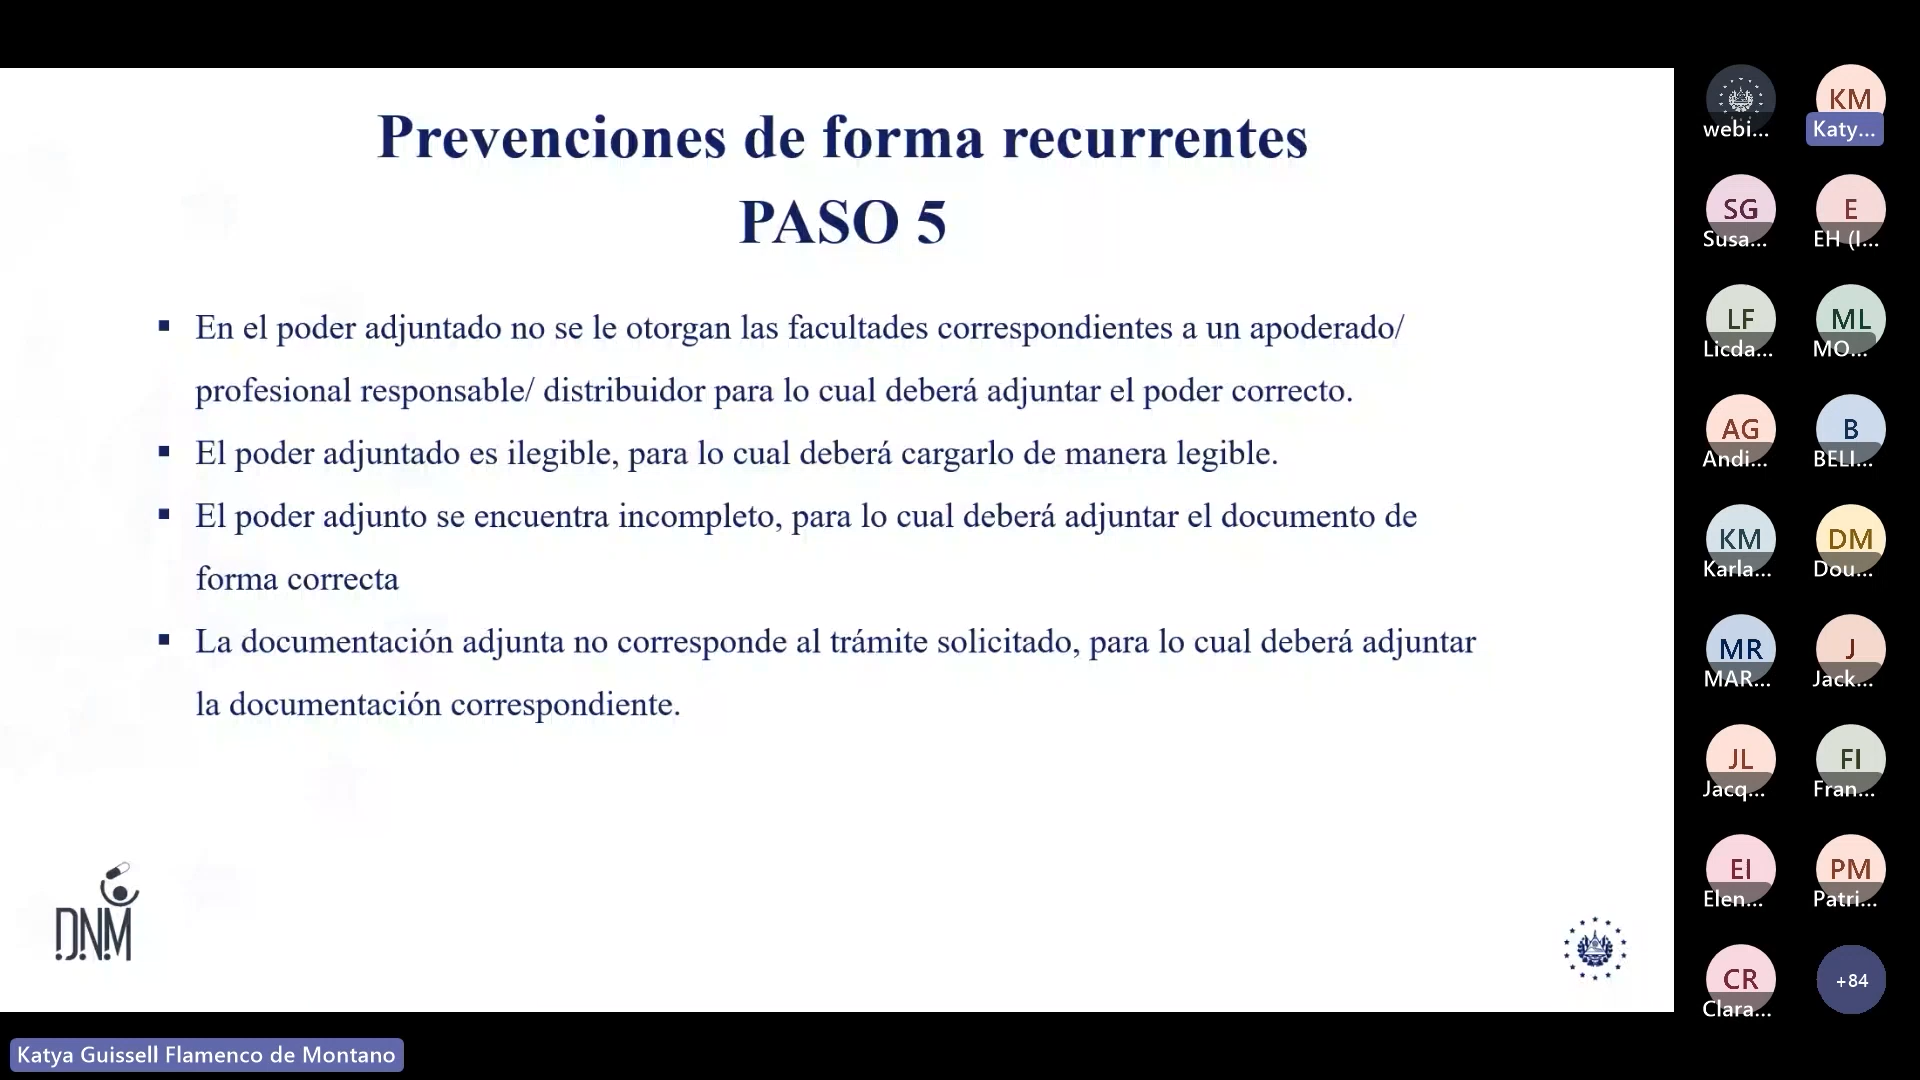 Prevenciones de forma recurrentes
PASO 5
▪ En el poder adjuntado no se le otorgan las facultades correspondientes a un apoderado/
profesional responsable/ distribuidor para lo cual deberá adjuntar el poder correcto.
▪ El poder adjuntado es ilegible, para lo cual deberá cargarlo de manera legible.
▪ El poder adjunto se encuentra incompleto, para lo cual deberá adjuntar el documento de
forma correcta
▪ La documentación adjunta no corresponde al trámite solicitado, para lo cual deberá adjuntar
la documentación correspondiente.
D.N.M
Katya Guissell Flamenco de Montano
webi...
KM
Katy...
SG
Susa...
E
EH (I...
LF
Licda...
ML
MO...
AG
Andi...
B
BELI...
KM
Karla...
DM
Dou...
MR
MAR...
J
Jack...
JL
Jacq...
FI
Fran...
EI
Elen...
PM
Patri...
CR
Clara...
+84